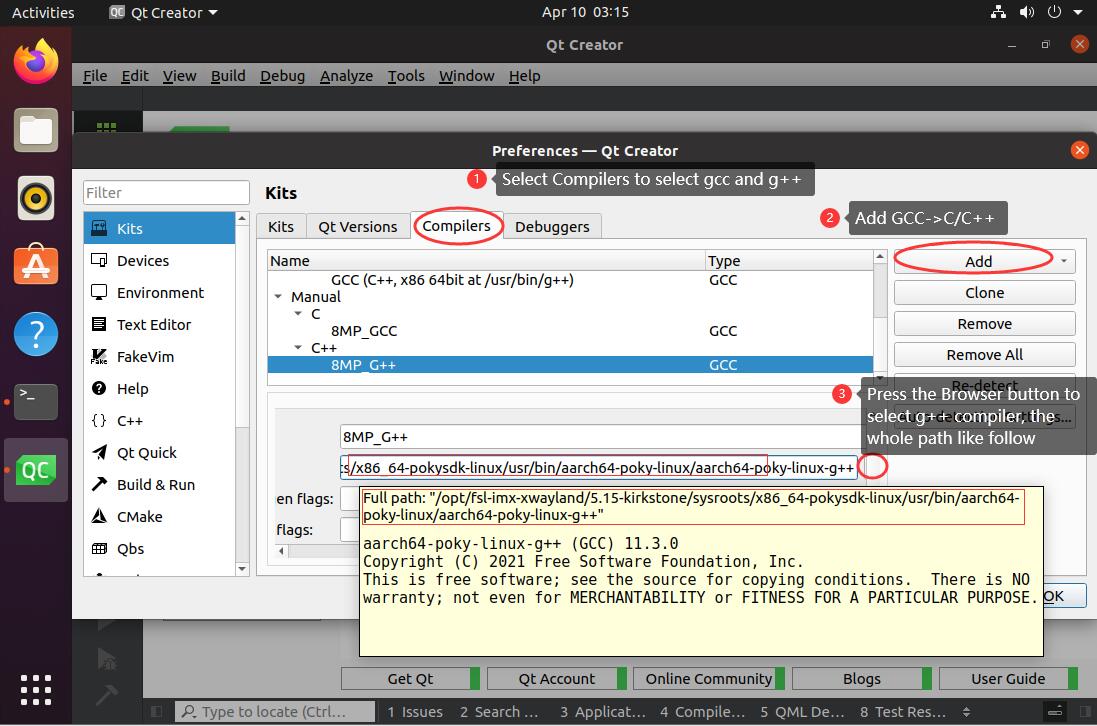 Activities
Qt Creator
Apr 10 03:15
Qt Creator
File Edit View Build Debug Analyze Tools Window Help
Preferences — Qt Creator
1 Select Compilers to select gcc and g++
Filter
Kits
Kits
Devices
Environment
Text Editor
FakeVim
Help
C++
Qt Quick
Build & Run
CMake
Qbs
Kits Qt Versions Compilers Debuggers
2 Add GCC->C/C++
Name Type
GCC (C++, x86 64bit at /usr/bin/g++) GCC
Manual
C
8MP_GCC GCC
C++
8MP_G++ GCC
Add
Clone
Remove
Remove All
Re-detect
3 Press the Browser button to
select g++ compiler, the
whole path like follow
8MP_G++
/x86_64-pokysdk-linux/usr/bin/aarch64-poky-linux/aarch64-poky-linux-g++
en flags:
flags:
Full path: "/opt/fsl-imx-xwayland/5.15-kirkstone/sysroots/x86_64-pokysdk-linux/usr/bin/aarch64-
poky-linux/aarch64-poky-linux-g++"
aarch64-poky-linux-g++ (GCC) 11.3.0
Copyright (C) 2021 Free Software Foundation, Inc.
This is free software; see the source for copying conditions.  There is NO
warranty; not even for MERCHANTABILITY or FITNESS FOR A PARTICULAR PURPOSE.
OK
Get Qt
Qt Account
Online Community
Blogs
User Guide
Type to locate (Ctrl...
1 Issues
2 Search ...
3 Applicat...
4 Compile...
5 QML De...
8 Test Res...